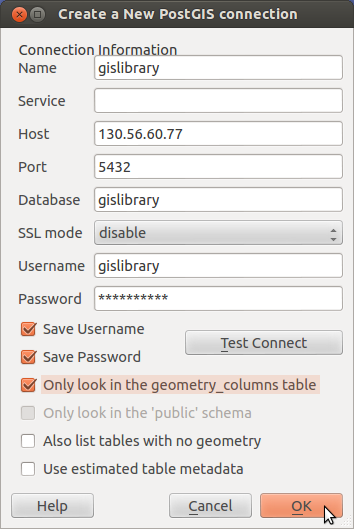 Create a New PostGIS connection
Connection Information
Name gislibrary
Service
Host 130.56.60.77
Port 5432
Database gislibrary
SSL mode disable
Username gislibrary
Password **********
Save Username
Save Password
Test Connect
Only look in the geometry_columns table
Only look in the 'public' schema
Also list tables with no geometry
Use estimated table metadata
Help Cancel OK